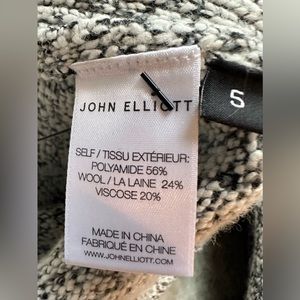 JOHN ELLIOTT
SELF / TISSU EXTÉRIEUR:
POLYAMIDE 56%
WOOL / LA LAINE 24%
VISCOSE 20%
MADE IN CHINA
FABRIQUÉ EN CHINE
WWW.JOHNELLIOTT.COM
S